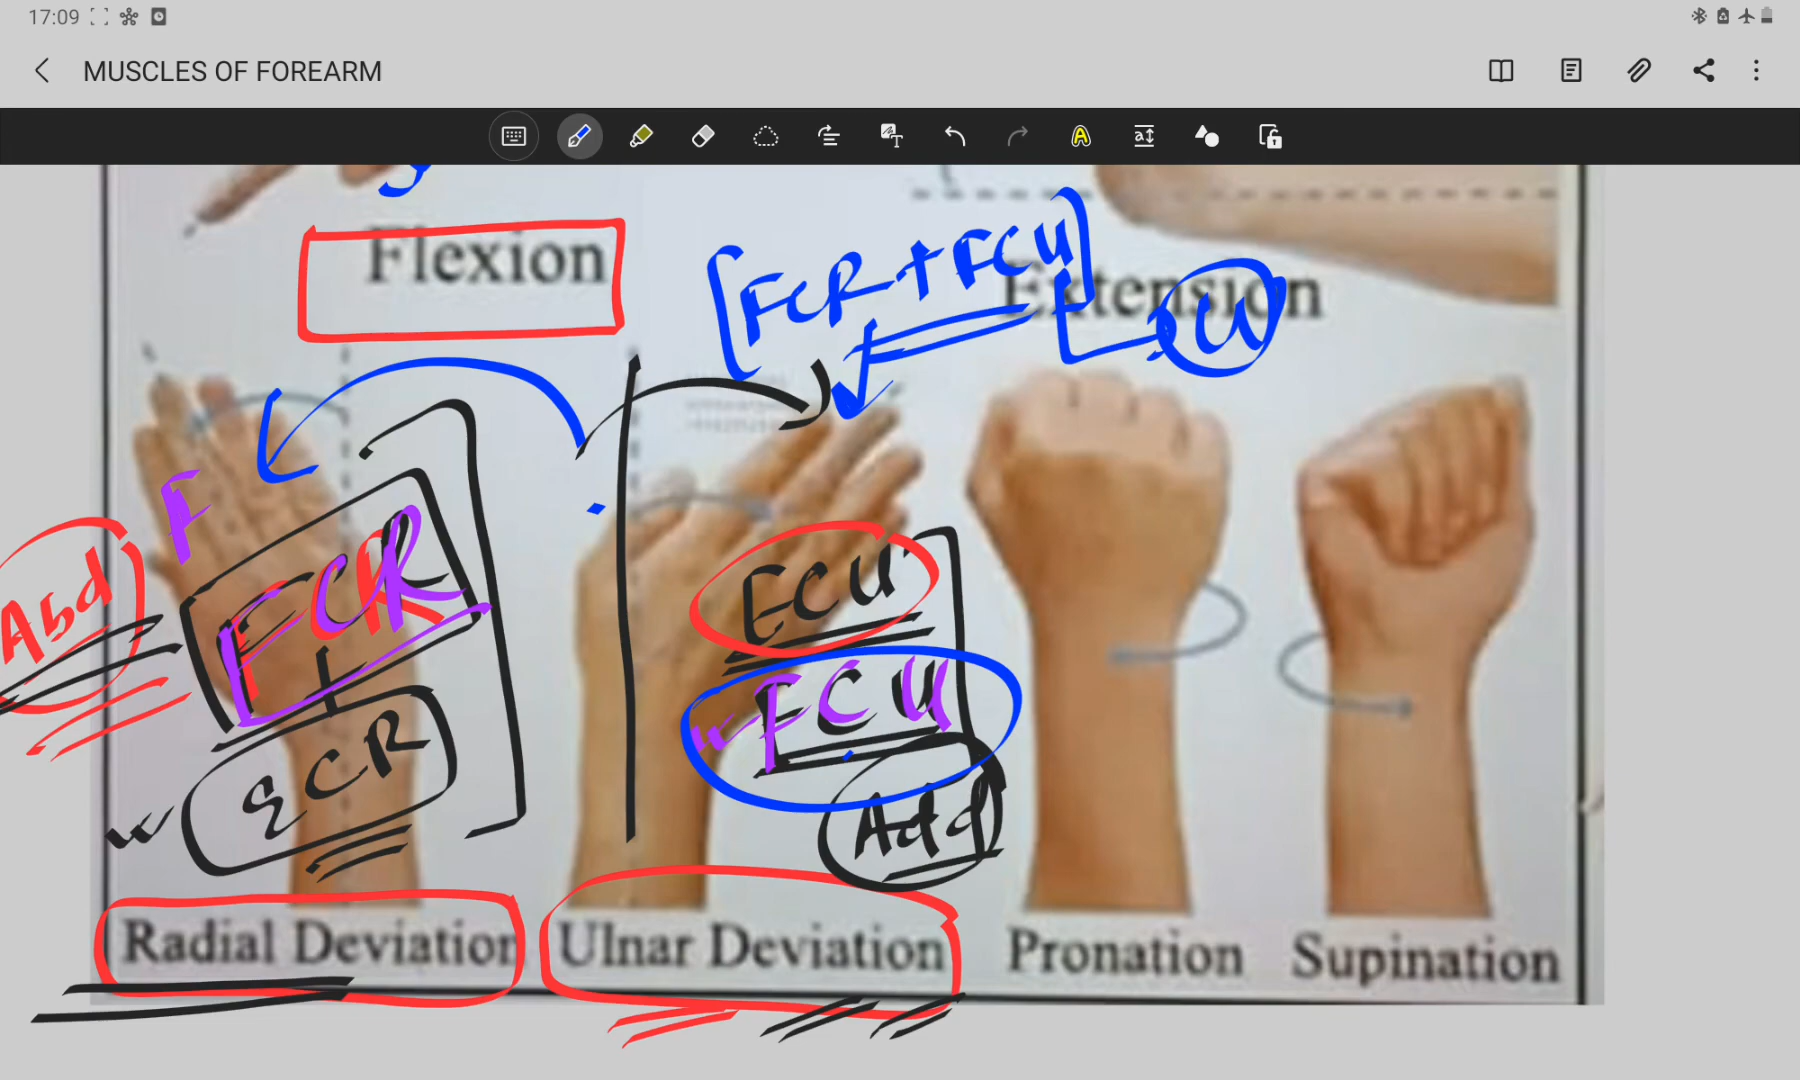 17:09
MUSCLES OF FOREARM
Flexion
[FCR+FCU]
Extension
U
F
Abd
FCR
+
ECR
ECU
FCU
Add
Radial Deviation
Ulnar Deviation
Pronation
Supination